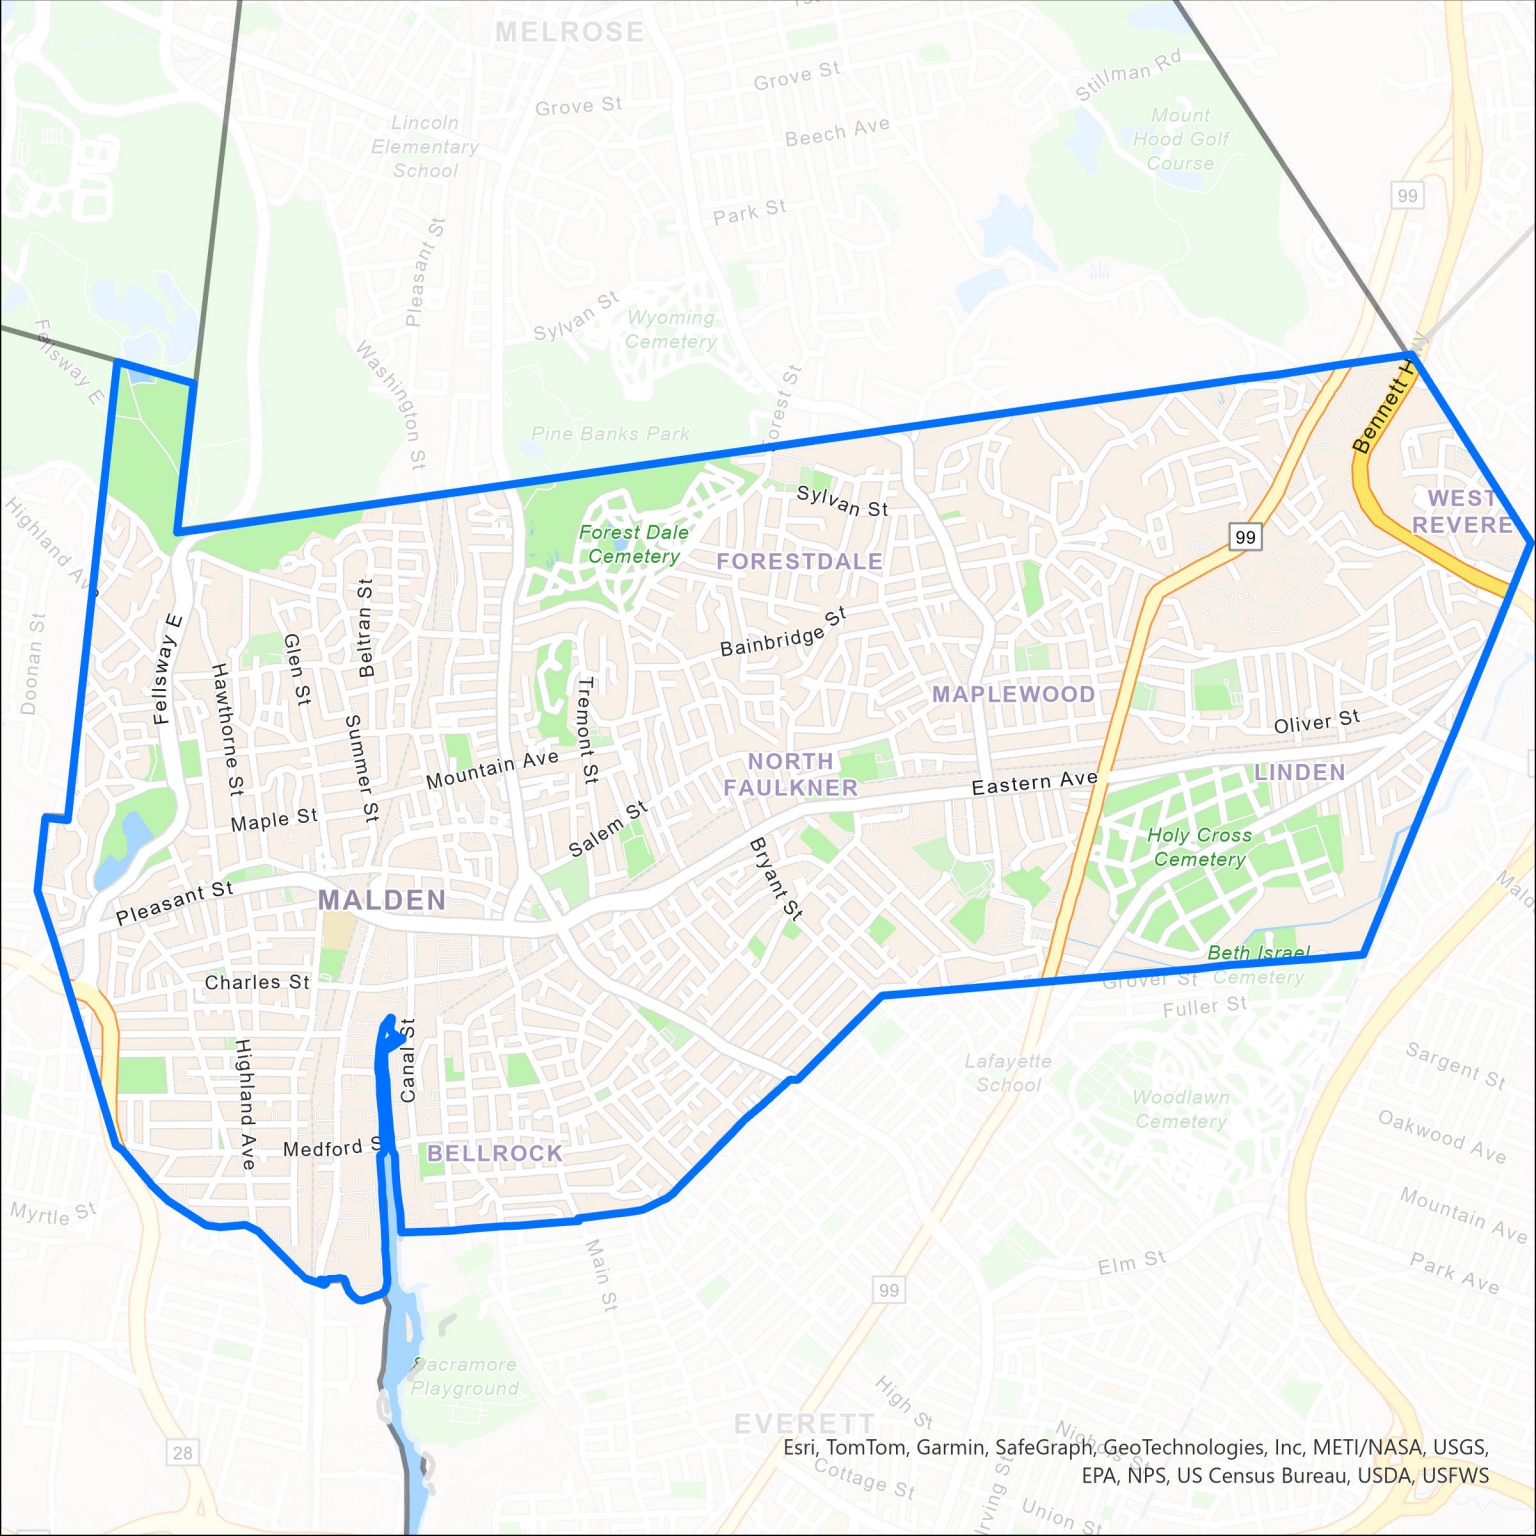 MELROSE
Grove St
Stillman Rd
Grove St
Lincoln
Elementary
School
Beech Ave
Mount
Hood Golf
Course
99
Park St
Pleasant St
Sylvan St
Wyoming
Cemetery
Fellsway E
Washington St
Forest St
Pine Banks Park
Bennett Hwy
Highland Ave
Sylvan St
WEST
REVERE
Forest Dale
Cemetery
FORESTDALE
99
Doonan St
Fellsway E
Beltran St
Glen St
Hawthorne St
Bainbridge St
Tremont St
MAPLEWOOD
Summer St
Oliver St
Mountain Ave
NORTH
FAULKNER
Eastern Ave
LINDEN
Maple St
Salem St
Holy Cross
Cemetery
Bryant St
Pleasant St
MALDEN
Beth Israel
Cemetery
Charles St
Grover St
Fuller St
Canal St
Highland Ave
Lafayette
School
Sargent St
Woodlawn
Cemetery
Oakwood Ave
Medford S
BELLROCK
Myrtle St
Mountain Ave
Main St
Elm St
Park Ave
99
Sacramore
Playground
High St
EVERETT
28
Nichols St
Cottage St
Irving St
Union St
Esri, TomTom, Garmin, SafeGraph, GeoTechnologies, Inc, METI/NASA, USGS,
EPA, NPS, US Census Bureau, USDA, USFWS